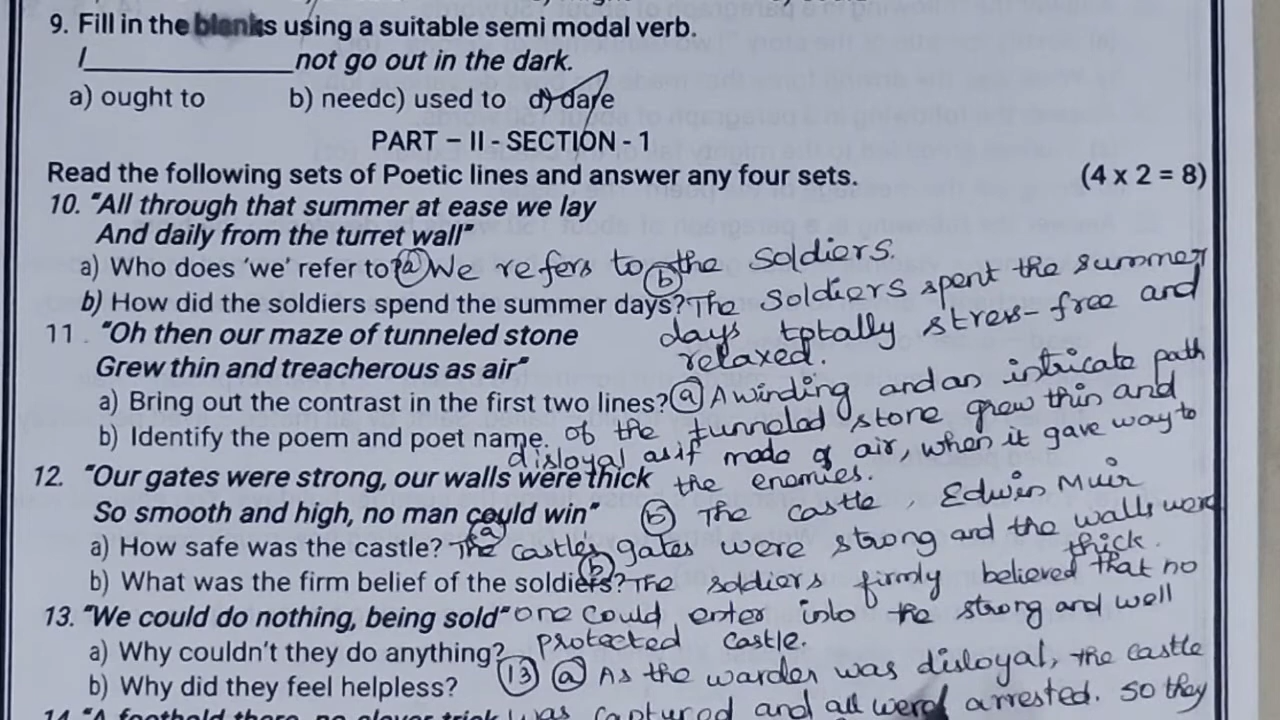 9. Fill in the blanks using a suitable semi modal verb.
I______________not go out in the dark.
a) ought to b) needc) used to d) dare
PART – II - SECTION - 1
Read the following sets of Poetic lines and answer any four sets. (4 x 2 = 8)
10. "All through that summer at ease we lay
And daily from the turret wall"
a) Who does 'we' refer to? (a) We refers to the soldiers.
b) How did the soldiers spend the summer days? (b) The soldiers spent the summer
days totally stress-free and
relaxed.
11. "Oh then our maze of tunneled stone
Grew thin and treacherous as air"
a) Bring out the contrast in the first two lines? (a) A winding and an intricate path
of the tunneled stone grew thin and
b) Identify the poem and poet name.
disloyal as if made of air, when it gave way to
the enemies.
12. "Our gates were strong, our walls were thick
So smooth and high, no man could win" (b) The castle, Edwin Muir
a) How safe was the castle? (a) The castles gates were strong and the walls were
thick.
b) What was the firm belief of the soldiers? (b) The soldiers firmly believed that no
one could enter into the strong and well
protected castle.
13. "We could do nothing, being sold"
a) Why couldn't they do anything?
b) Why did they feel helpless? (13) (a) As the warder was disloyal, the castle
was captured and all were arrested. So they
14. "A foothold there, no clever trick